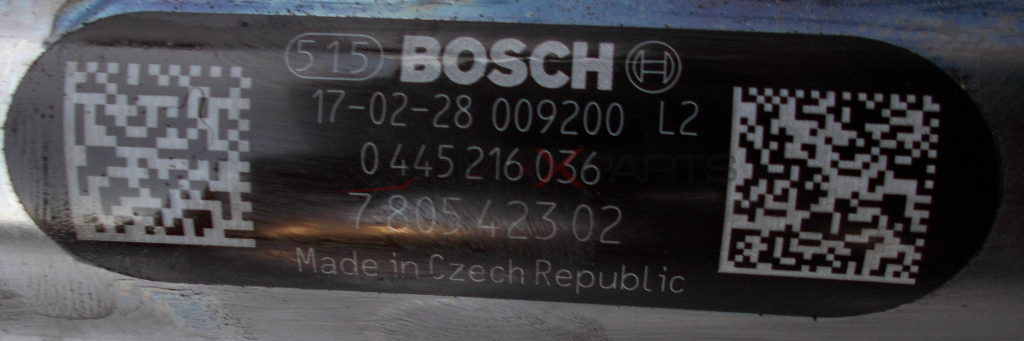 515 BOSCH
17-02-28 009200 L2
0 445 216 036
7 805 423 02
Made in Czech Republic
PARTS